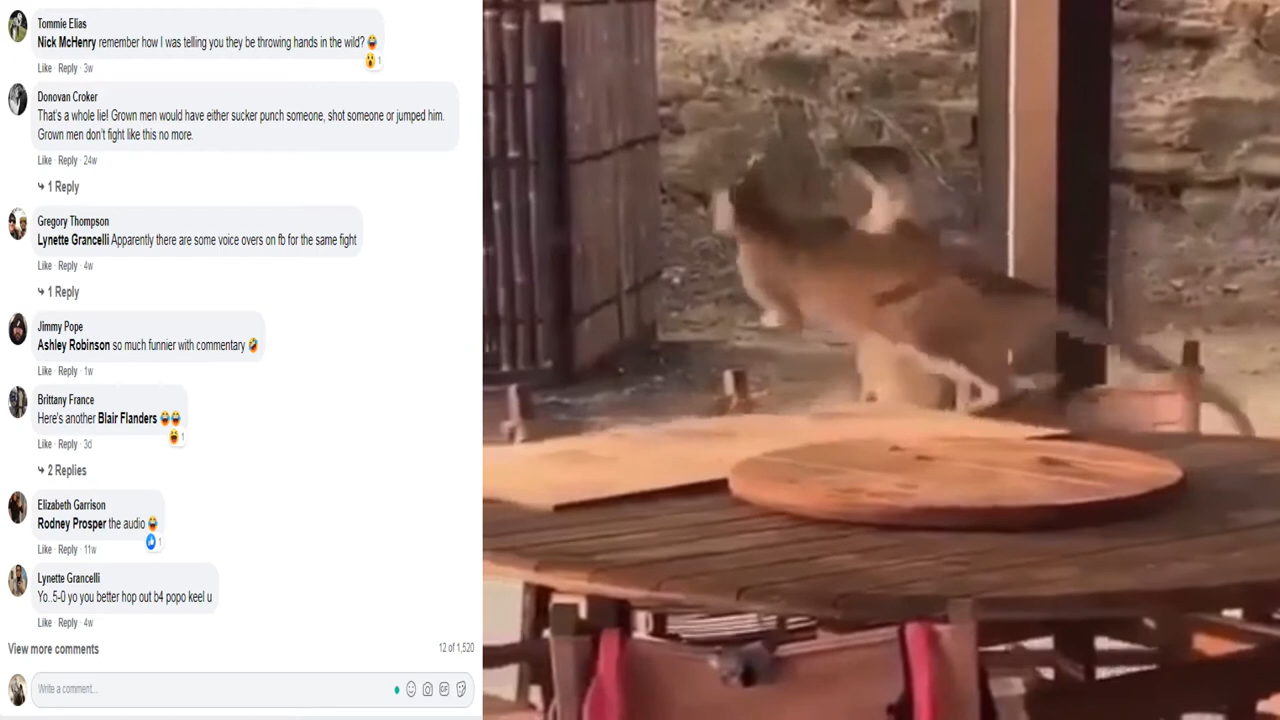 Tommie Elias
Nick McHenry remember how I was telling you they be throwing hands in the wild?😂
😮 1
Like · Reply · 3w
Donovan Croker
That's a whole lie! Grown men would have either sucker punch someone, shot someone or jumped him.
Grown men don't fight like this no more.
Like · Reply · 24w
↳ 1 Reply
Gregory Thompson
Lynette Grancelli Apparently there are some voice overs on fb for the same fight
Like · Reply · 4w
↳ 1 Reply
Jimmy Pope
Ashley Robinson so much funnier with commentary 🤣
Like · Reply · 1w
Brittany France
Here's another Blair Flanders 😂😂
😆 1
Like · Reply · 3d
↳ 2 Replies
Elizabeth Garrison
Rodney Prosper the audio 😂
👍 1
Like · Reply · 11w
Lynette Grancelli
Yo..5-0 yo you better hop out b4 popo keel u
Like · Reply · 4w
View more comments 12 of 1,520
Write a comment...